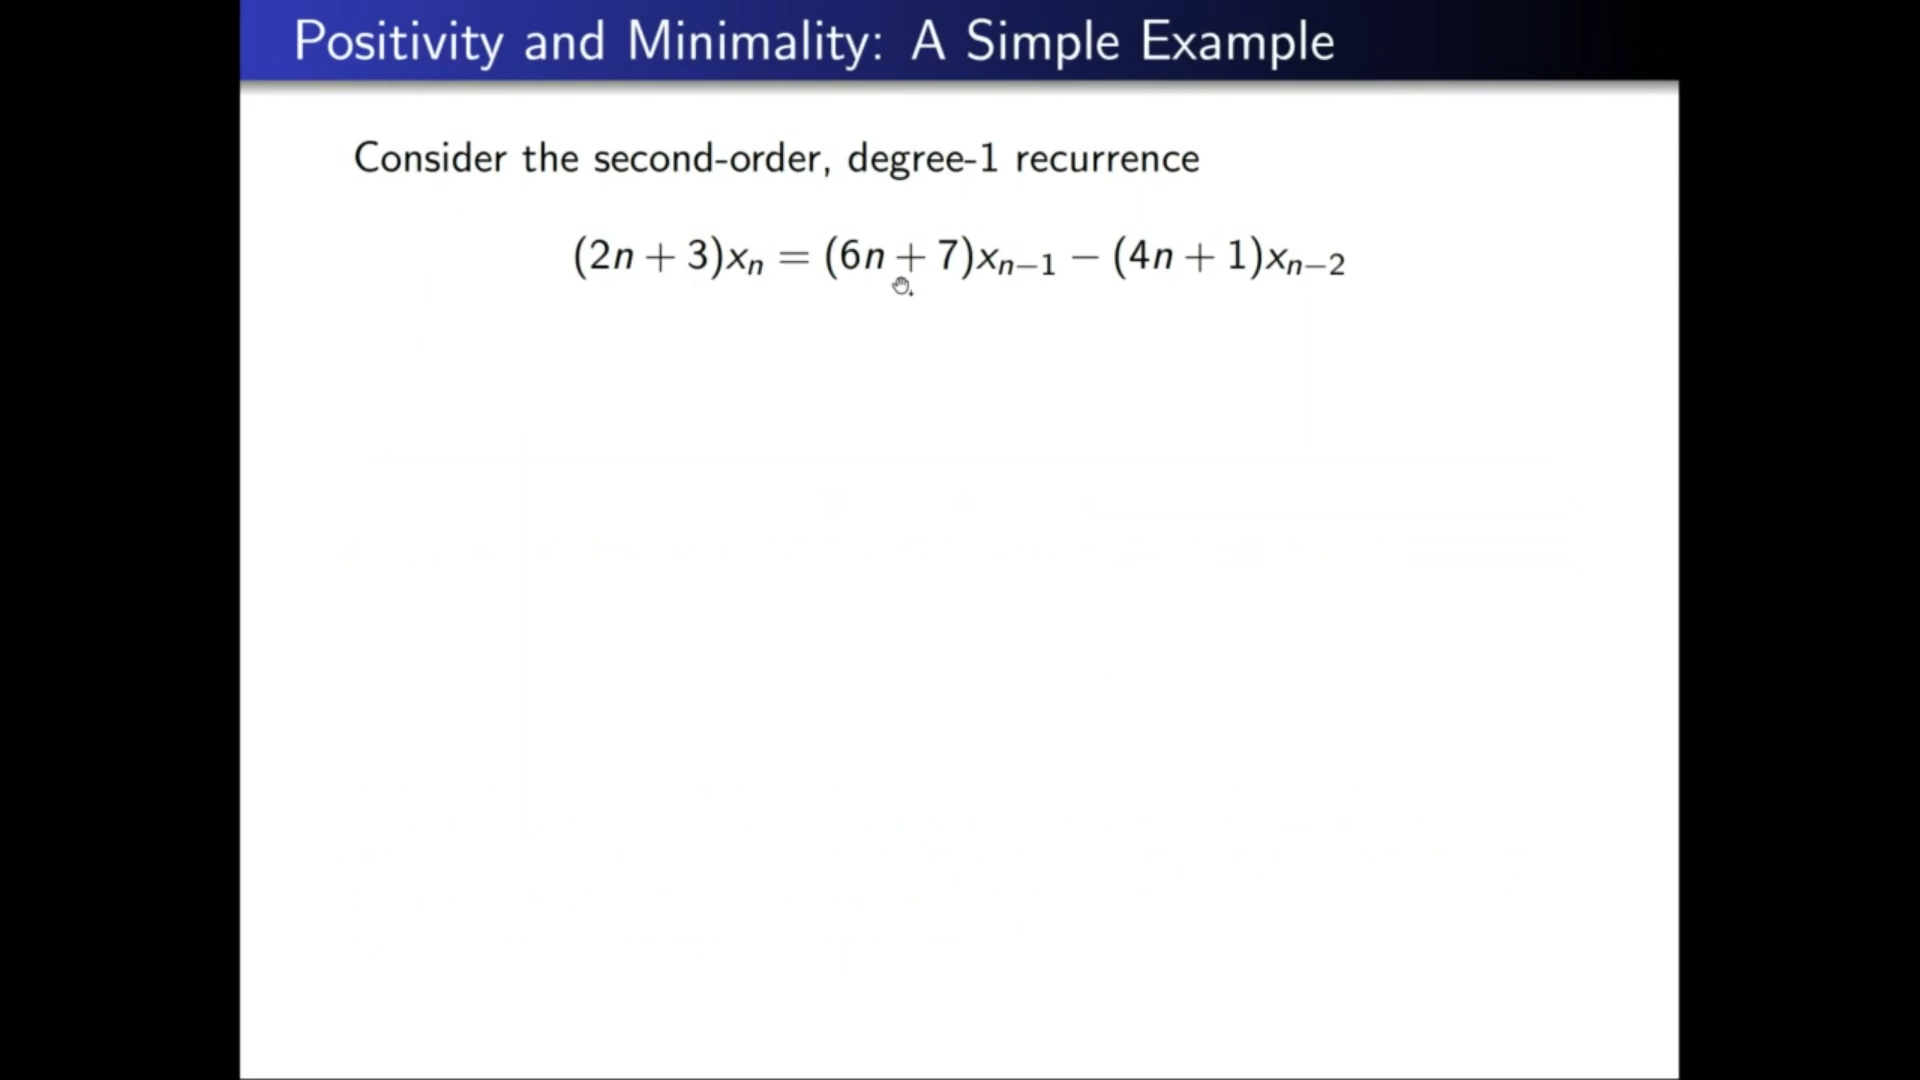 Positivity and Minimality: A Simple Example
Consider the second-order, degree-1 recurrence
(2n + 3)xₙ = (6n + 7)xₙ₋₁ − (4n + 1)xₙ₋₂